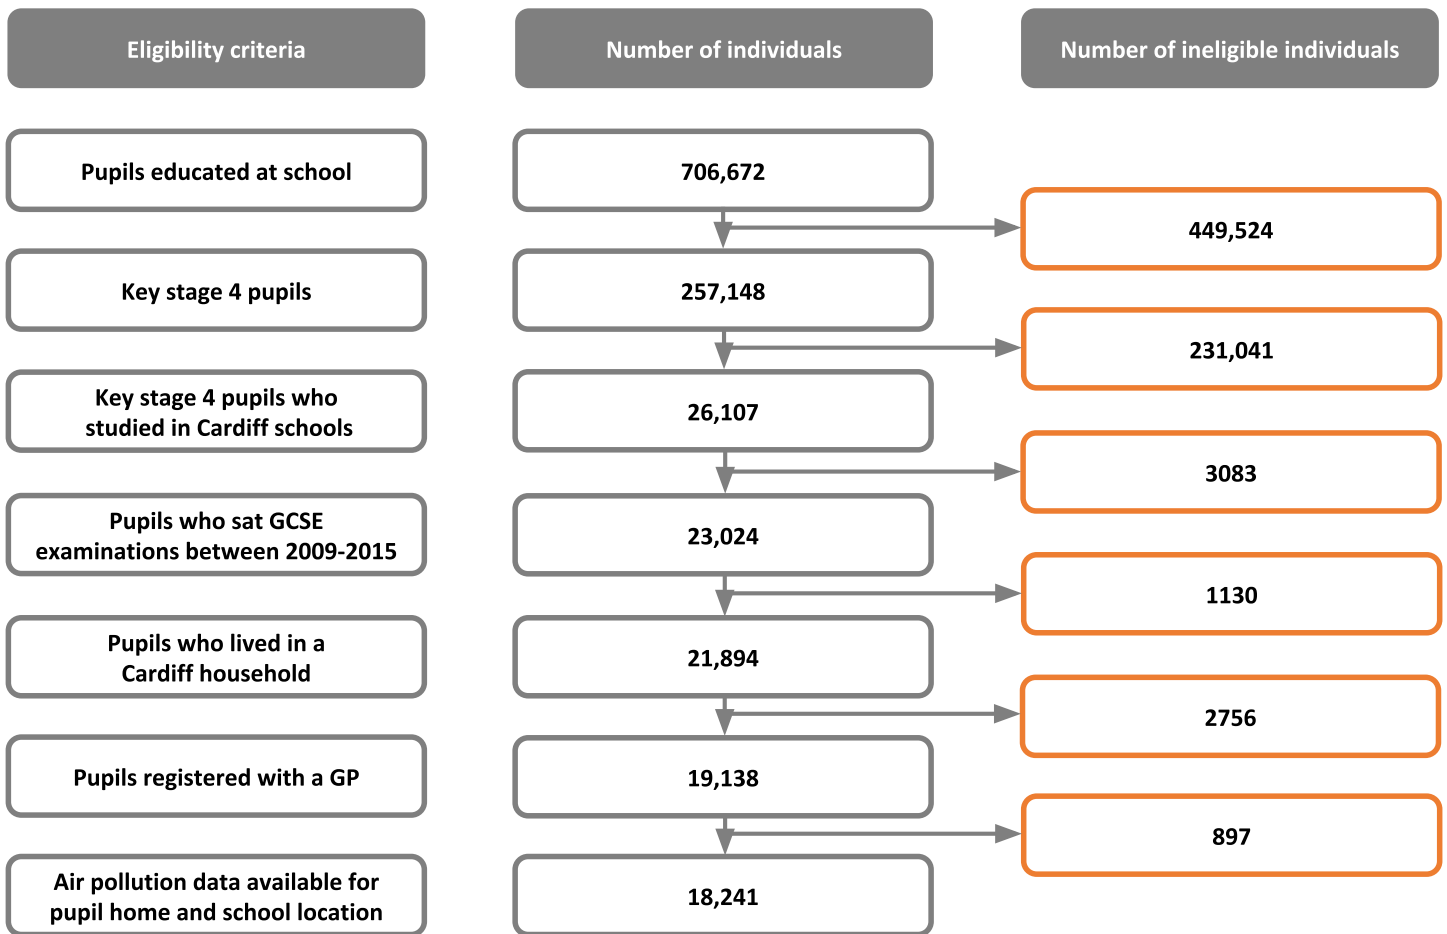 Eligibility criteria
Number of individuals
Number of ineligible individuals
Pupils educated at school
706,672
449,524
Key stage 4 pupils
257,148
231,041
Key stage 4 pupils who
studied in Cardiff schools
26,107
3083
Pupils who sat GCSE
examinations between 2009-2015
23,024
1130
Pupils who lived in a
Cardiff household
21,894
2756
Pupils registered with a GP
19,138
897
Air pollution data available for
pupil home and school location
18,241